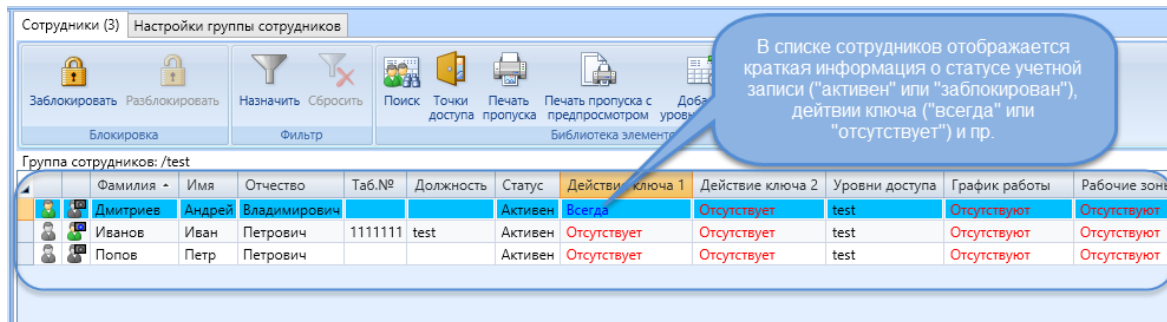 Сотрудники (3) Настройки группы сотрудников
Заблокировать Разблокировать Назначить Сбросить Поиск Точки доступа Печать пропуска Печать пропуска с предпросмотром
Блокировка Фильтр Библиотека
В списке сотрудников отображается
краткая информация о статусе учетной
записи ("активен" или "заблокирован"),
дейтвии ключа ("всегда" или
"отсутствует") и пр.
Группа сотрудников: /test
Фамилия Имя Отчество Таб.№ Должность Статус Действие ключа 1 Действие ключа 2 Уровни доступа График работы Рабочие
Дмитриев Андрей Владимирович Активен Всегда Отсутствует test Отсутствуют Отсутствуют
Иванов Иван Петрович 1111111 test Активен Отсутствует Отсутствует test Отсутствуют Отсутствуют
Попов Петр Петрович Активен Отсутствует Отсутствует test Отсутствуют Отсутствуют